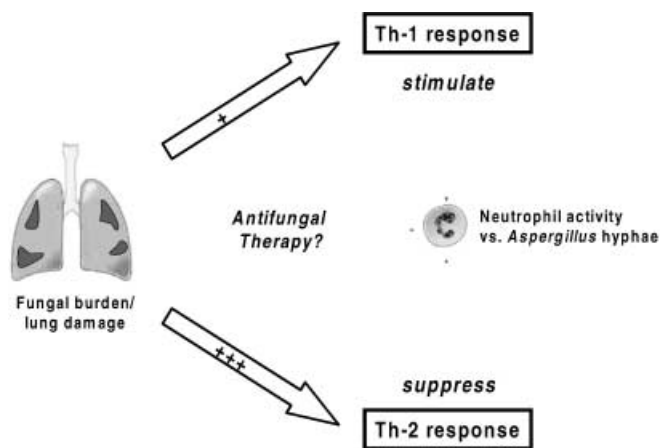 Th-1 response
stimulate
+
Antifungal
Therapy?
Neutrophil activity
vs. Aspergillus hyphae
Fungal burden/
lung damage
+++
suppress
Th-2 response